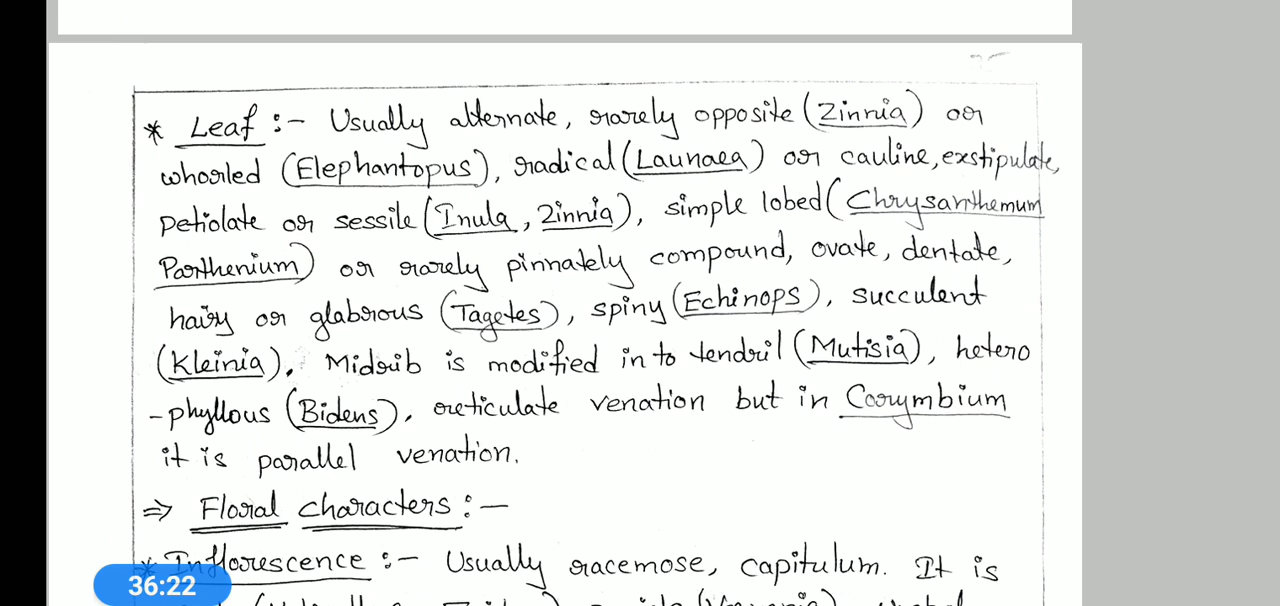 * Leaf :- Usually alternate, rarely opposite (Zinnia) or
whorled (Elephantopus), radical (Launaea) or cauline, exstipulate,
Petiolate or sessile (Inula, Zinnia), simple lobed (Chrysanthemum
Parthenium) or rarely pinnately compound, ovate, dentate,
hairy or glabrous (Tagetes), spiny (Echinops), succulent
(Kleinia). Midrib is modified in to tendril (Mutisia), hetero
-phyllous (Bidens), reticulate venation but in Corymbium
it is parallel venation.
⇒ Floral characters :-
* Inflorescence :- Usually racemose, capitulum. It is
36:22